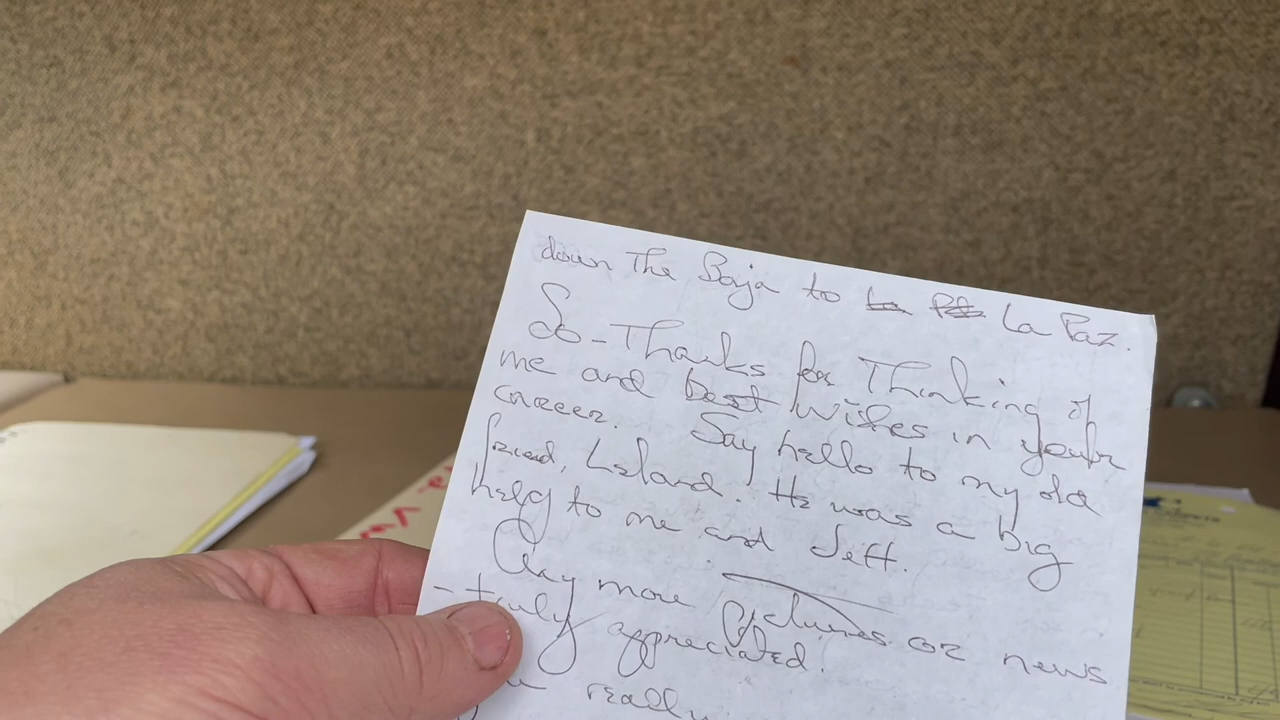 down The Baja to La Paz.
So - Thanks for Thinking of
me and best wishes in your
career. Say hello to my old
friend, Leland. He was a big
help to me and Jeff.
Any more pictures or news
- truly appreciated.
really